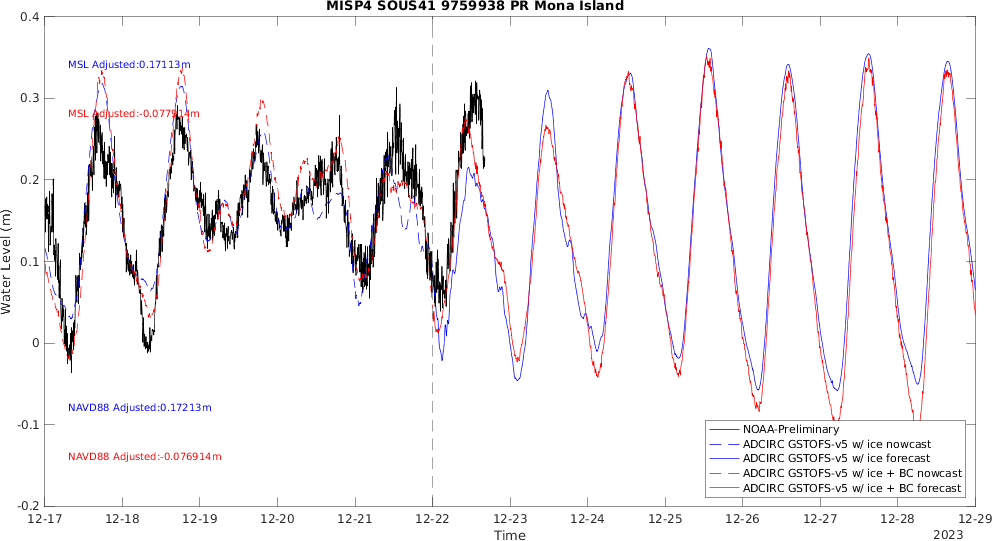 MISP4 SOUS41 9759938 PR Mona Island
0.4
MSL Adjusted:0.17113m
0.3
MSL Adjusted:-0.077914m
0.2
Water Level (m)
0.1
0
NAVD88 Adjusted:0.17213m
-0.1
NAVD88 Adjusted:-0.076914m
-0.2
NOAA-Preliminary
ADCIRC GSTOFS-v5 w/ ice nowcast
ADCIRC GSTOFS-v5 w/ ice forecast
ADCIRC GSTOFS-v5 w/ ice + BC nowcast
ADCIRC GSTOFS-v5 w/ ice + BC forecast
12-17 12-18 12-19 12-20 12-21 12-22 12-23 12-24 12-25 12-26 12-27 12-28 12-29
Time
2023